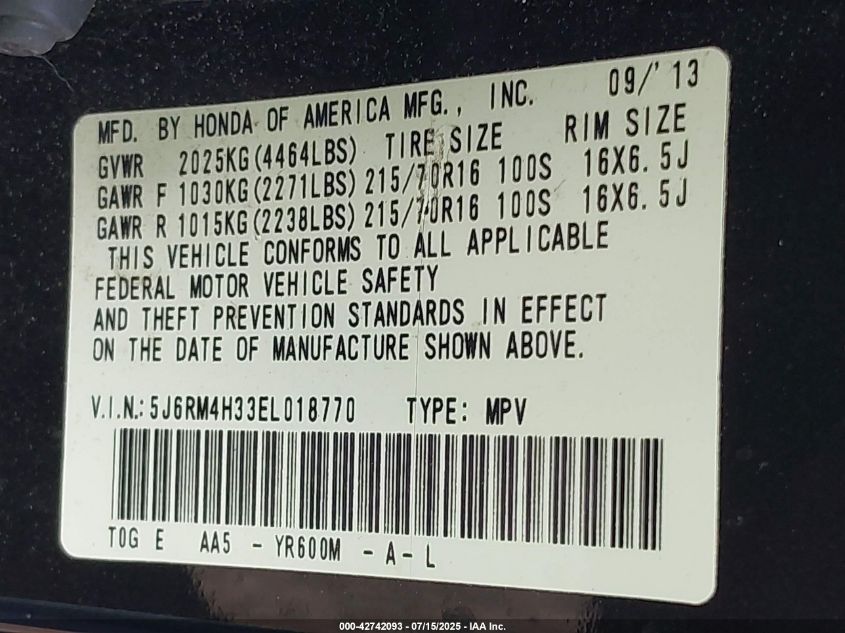 MFD. BY HONDA OF AMERICA MFG., INC. 09/'13
GVWR 2025KG(4464LBS) TIRE SIZE RIM SIZE
GAWR F 1030KG(2271LBS) 215/70R16 100S 16X6.5J
GAWR R 1015KG(2238LBS) 215/70R16 100S 16X6.5J
THIS VEHICLE CONFORMS TO ALL APPLICABLE
FEDERAL MOTOR VEHICLE SAFETY
AND THEFT PREVENTION STANDARDS IN EFFECT
ON THE DATE OF MANUFACTURE SHOWN ABOVE.
V.I.N.: 5J6RM4H33EL018770 TYPE: MPV
T0G E AA5 - YR600M - A - L
000-42742093 - 07/15/2025 - IAA Inc.